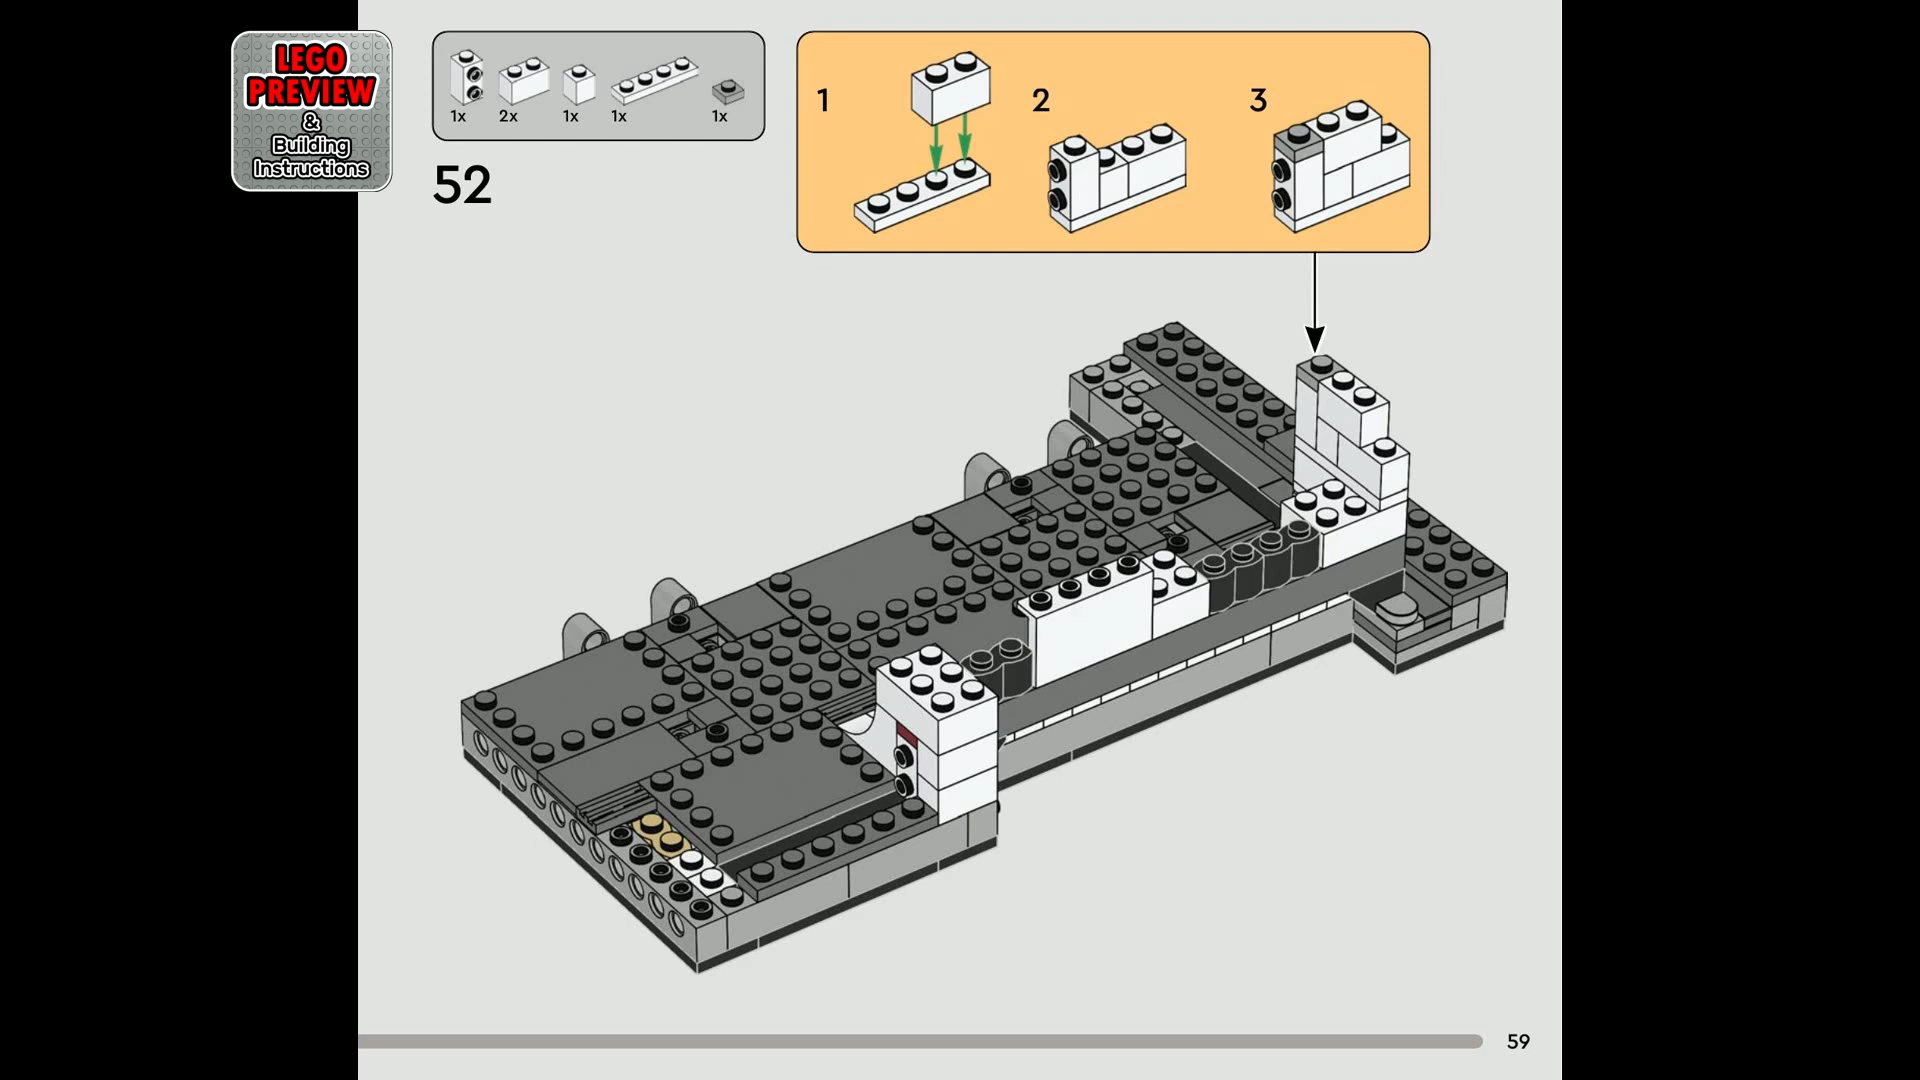 LEGO
PREVIEW
&
Building
Instructions
1x 2x 1x 1x 1x
52
1 2 3
59